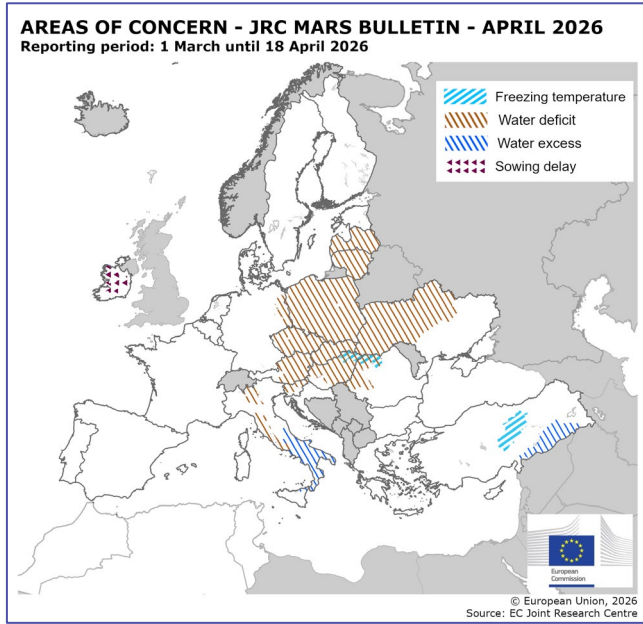 AREAS OF CONCERN - JRC MARS BULLETIN - APRIL 2026
Reporting period: 1 March until 18 April 2026
Freezing temperature
Water deficit
Water excess
Sowing delay
European
Commission
© European Union, 2026
Source: EC Joint Research Centre